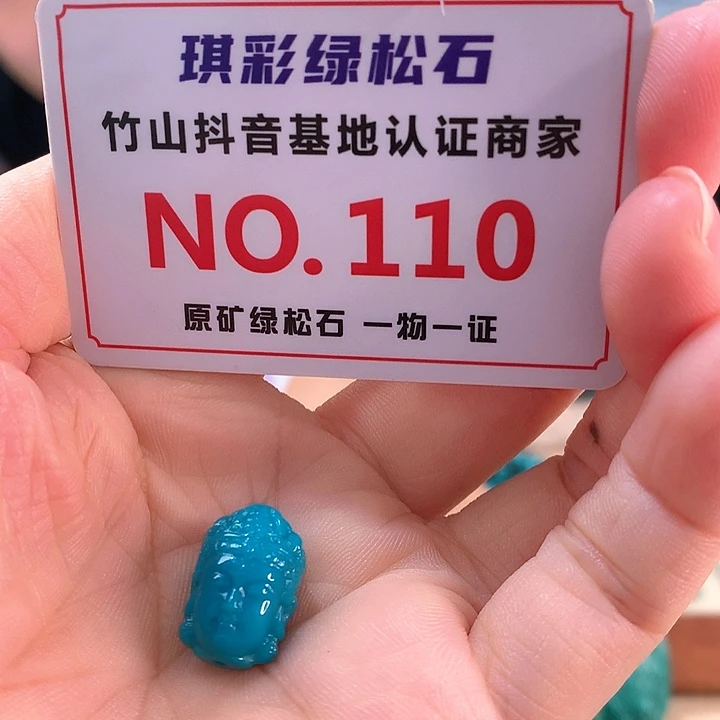 琪彩绿松石
竹山抖音基地认证商家
NO.110
原矿绿松石 一物一证